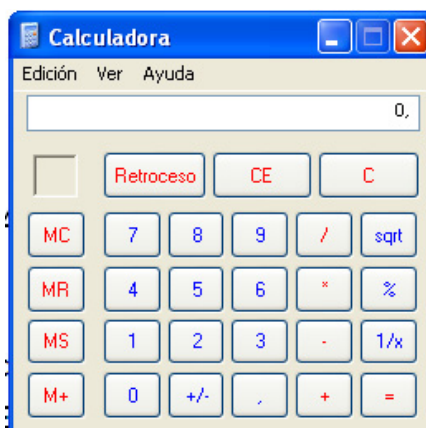 Calculadora
Edición Ver Ayuda
0,
Retroceso CE C
MC 7 8 9 / sqrt
MR 4 5 6 * %
MS 1 2 3 - 1/x
M+ 0 +/- , + =